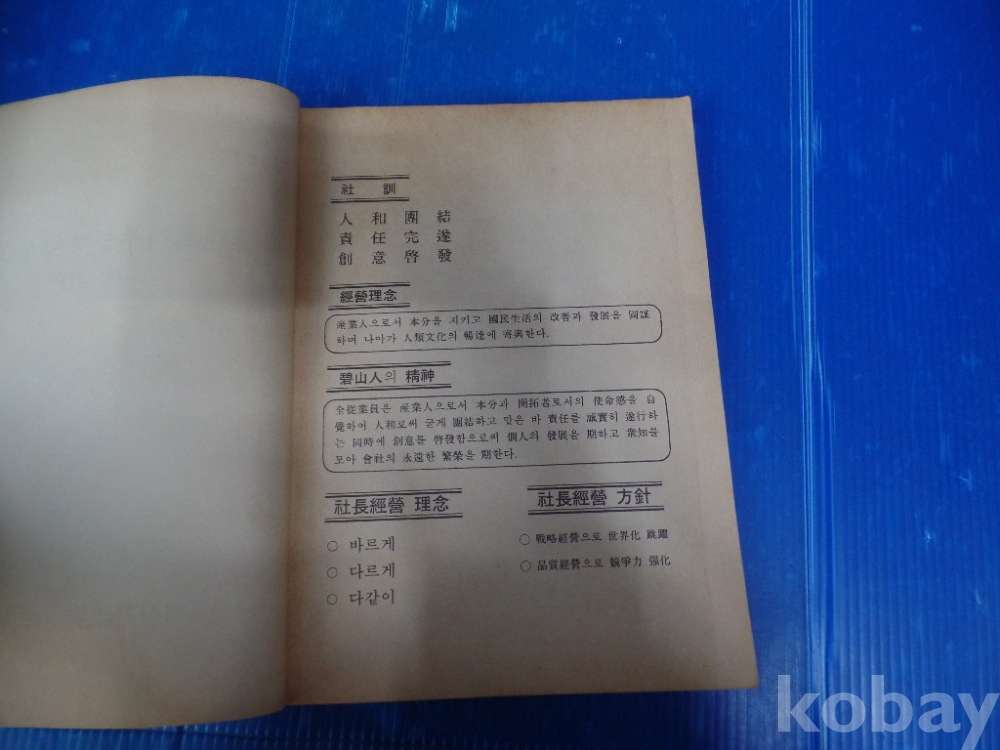 社 訓
人 和 團 結
責 任 完 遂
創 意 啓 發
經營理念
産業人으로서 本分을 지키고 國民生活의 改善과 發展을 圖謀
하며 나아가 人類文化의 暢達에 寄與한다.
碧山人의 精神
全從業員은 産業人으로서 本分과 開拓者로서의 使命感을 自
覺하여 人和로써 굳게 團結하고 맡은 바 責任를 誠實히 遂行하
는 同時에 創意를 啓發함으로써 個人의 發展을 期하고 衆知를
모아 會社의 永遠한 繁榮을 期한다.
社長經營 理念
○ 바르게
○ 다르게
○ 다같이
社長經營 方針
○ 戰略經營으로 世界化 跳躍
○ 品質經營으로 競爭力 强化
kobay